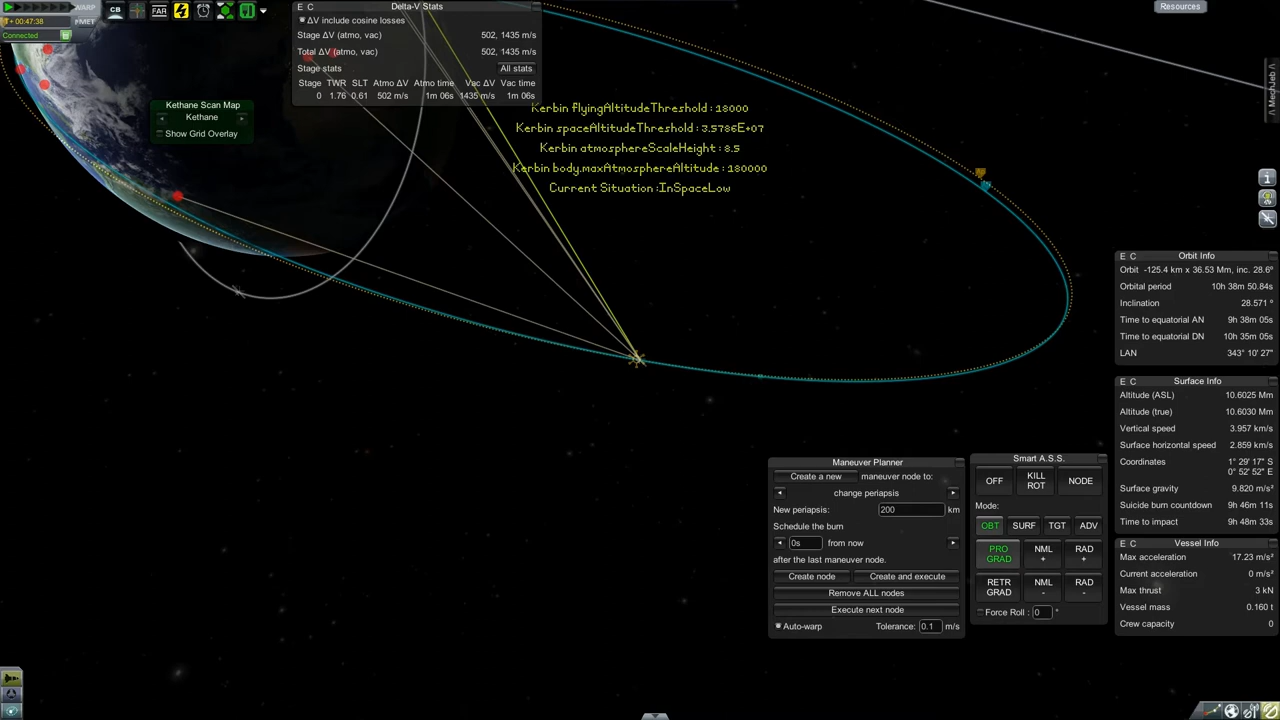 WARP
T + 00:47:38
MET
Connected
CB
FAR
E C Delta-V Stats
ΔV include cosine losses
Stage ΔV (atmo, vac) 502, 1435 m/s
Total ΔV (atmo, vac) 502, 1435 m/s
Stage stats All stats
Stage TWR SLT Atmo ΔV Atmo time Vac ΔV Vac time
0 1.76 0.61 502 m/s 1m 06s 1435 m/s 1m 06s
Resources
Λ MechJeb Λ
Kethane Scan Map
Kethane
Show Grid Overlay
Kerbin flyingAltitudeThreshold : 18000
Kerbin spaceAltitudeThreshold : 3.5786E+07
Kerbin atmosphereScaleHeight : 8.5
Kerbin body.maxAtmosphereAltitude : 180000
Current Situation :InSpaceLow
E C Orbit Info
Orbit -125.4 km x 36.53 Mm, inc. 28.6º
Orbital period 10h 38m 50.84s
Inclination 28.571 º
Time to equatorial AN 9h 38m 05s
Time to equatorial DN 10h 35m 05s
LAN 343° 10' 27"
E C Surface Info
Altitude (ASL) 10.6025 Mm
Altitude (true) 10.6030 Mm
Vertical speed 3.957 km/s
Surface horizontal speed 2.859 km/s
Coordinates 1° 29' 17" S
0° 52' 52" E
Surface gravity 9.820 m/s²
Suicide burn countdown 9h 46m 11s
Time to impact 9h 48m 33s
E C Vessel Info
Max acceleration 17.23 m/s²
Current acceleration 0 m/s²
Max thrust 3 kN
Vessel mass 0.160 t
Crew capacity 0
Maneuver Planner
Create a new maneuver node to:
change periapsis
New periapsis: 200 km
Schedule the burn
0s from now
after the last maneuver node.
Create node Create and execute
Remove ALL nodes
Execute next node
Auto-warp Tolerance: 0.1 m/s
Smart A.S.S.
OFF KILL ROT NODE
Mode:
OBT SURF TGT ADV
PRO GRAD NML + RAD +
RETR GRAD NML - RAD -
Force Roll : 0 °